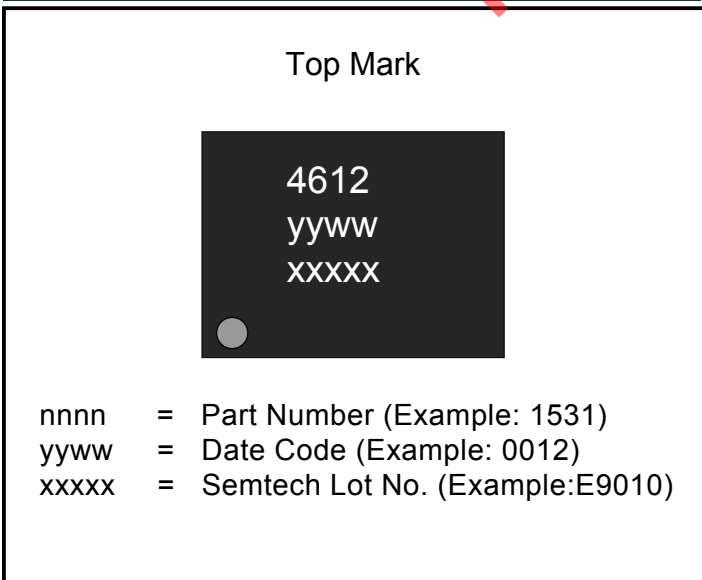 Top Mark
4612
yyww
xxxxx
nnnn = Part Number (Example: 1531)
yyww = Date Code (Example: 0012)
xxxxx = Semtech Lot No. (Example:E9010)